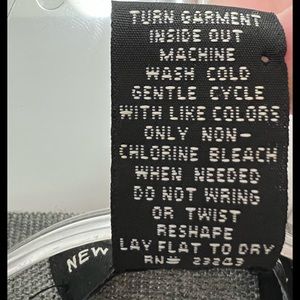 TURN GARMENT
INSIDE OUT
MACHINE
WASH COLD
GENTLE CYCLE
WITH LIKE COLORS
ONLY NON-
CHLORINE BLEACH
WHEN NEEDED
DO NOT WRING
OR TWIST
RESHAPE
LAY FLAT TO DRY
RN# 23243
NEW